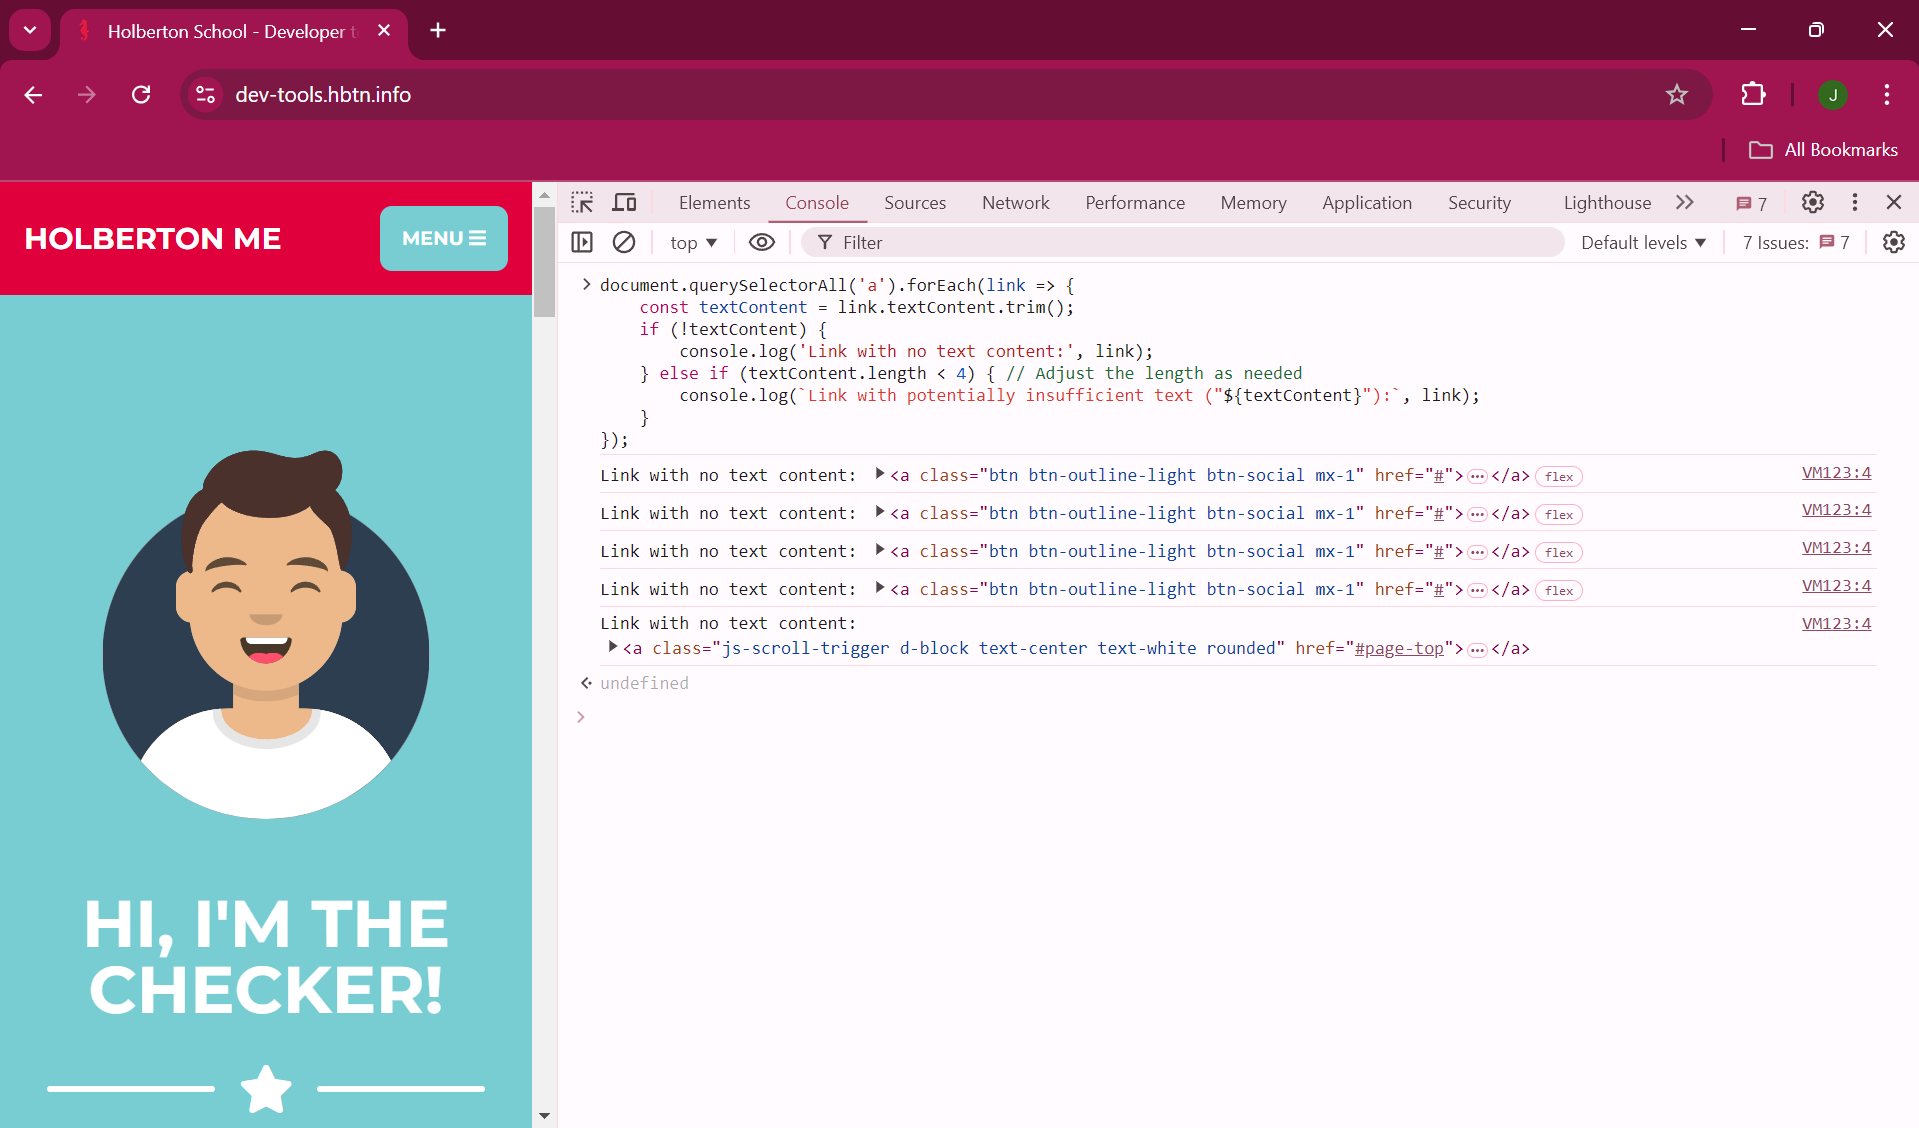 Holberton School - Developer t
dev-tools.hbtn.info
J
All Bookmarks
HOLBERTON ME
MENU
HI, I'M THE
CHECKER!
Elements Console Sources Network Performance Memory Application Security Lighthouse 7
top Filter Default levels 7 Issues: 7
document.querySelectorAll('a').forEach(link => {
const textContent = link.textContent.trim();
if (!textContent) {
console.log('Link with no text content:', link);
} else if (textContent.length < 4) { // Adjust the length as needed
console.log(`Link with potentially insufficient text ("${textContent}"):`, link);
}
});
Link with no text content: <a class="btn btn-outline-light btn-social mx-1" href="#">…</a> flex VM123:4
Link with no text content: <a class="btn btn-outline-light btn-social mx-1" href="#">…</a> flex VM123:4
Link with no text content: <a class="btn btn-outline-light btn-social mx-1" href="#">…</a> flex VM123:4
Link with no text content: <a class="btn btn-outline-light btn-social mx-1" href="#">…</a> flex VM123:4
Link with no text content: VM123:4
<a class="js-scroll-trigger d-block text-center text-white rounded" href="#page-top">…</a>
undefined